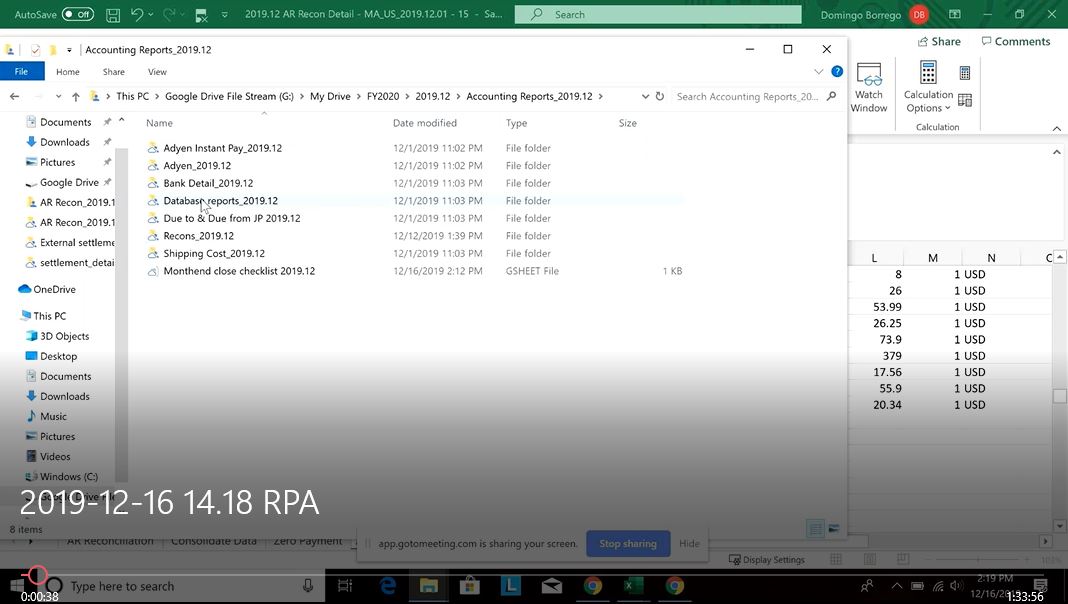 AutoSave Off 2019.12 AR Recon Detail - MA_US_2019.12.01 - 15 - Sa... Search Domingo Borrego DB
Share Comments
Accounting Reports_2019.12
File Home Share View
This PC > Google Drive File Stream (G:) > My Drive > FY2020 > 2019.12 > Accounting Reports_2019.12 > Search Accounting Reports_20...
Watch Window
Calculation Options
Calculation
Name Date modified Type Size
Documents
Downloads
Pictures
Google Drive
AR Recon_2019.1
AR Recon_2019.1
External settleme
settlement_detai
OneDrive
This PC
3D Objects
Desktop
Documents
Downloads
Music
Pictures
Videos
Windows (C:)
Adyen Instant Pay_2019.12 12/1/2019 11:02 PM File folder
Adyen_2019.12 12/1/2019 11:02 PM File folder
Bank Detail_2019.12 12/1/2019 11:03 PM File folder
Database reports_2019.12 12/1/2019 11:03 PM File folder
Due to & Due from JP 2019.12 12/1/2019 11:03 PM File folder
Recons_2019.12 12/12/2019 1:39 PM File folder
Shipping Cost_2019.12 12/1/2019 11:03 PM File folder
Monthend close checklist 2019.12 12/16/2019 2:12 PM GSHEET File 1 KB
L M N
8 1 USD
26 1 USD
53.99 1 USD
26.25 1 USD
73.9 1 USD
379 1 USD
17.56 1 USD
55.9 1 USD
20.34 1 USD
2019-12-16 14.18 RPA
8 items
AR Reconciliation Consolidate Data Zero Payment
app.gotomeeting.com is sharing your screen. Stop sharing Hide
Display Settings
Type here to search
2:19 PM
0:00:38 1:33:56